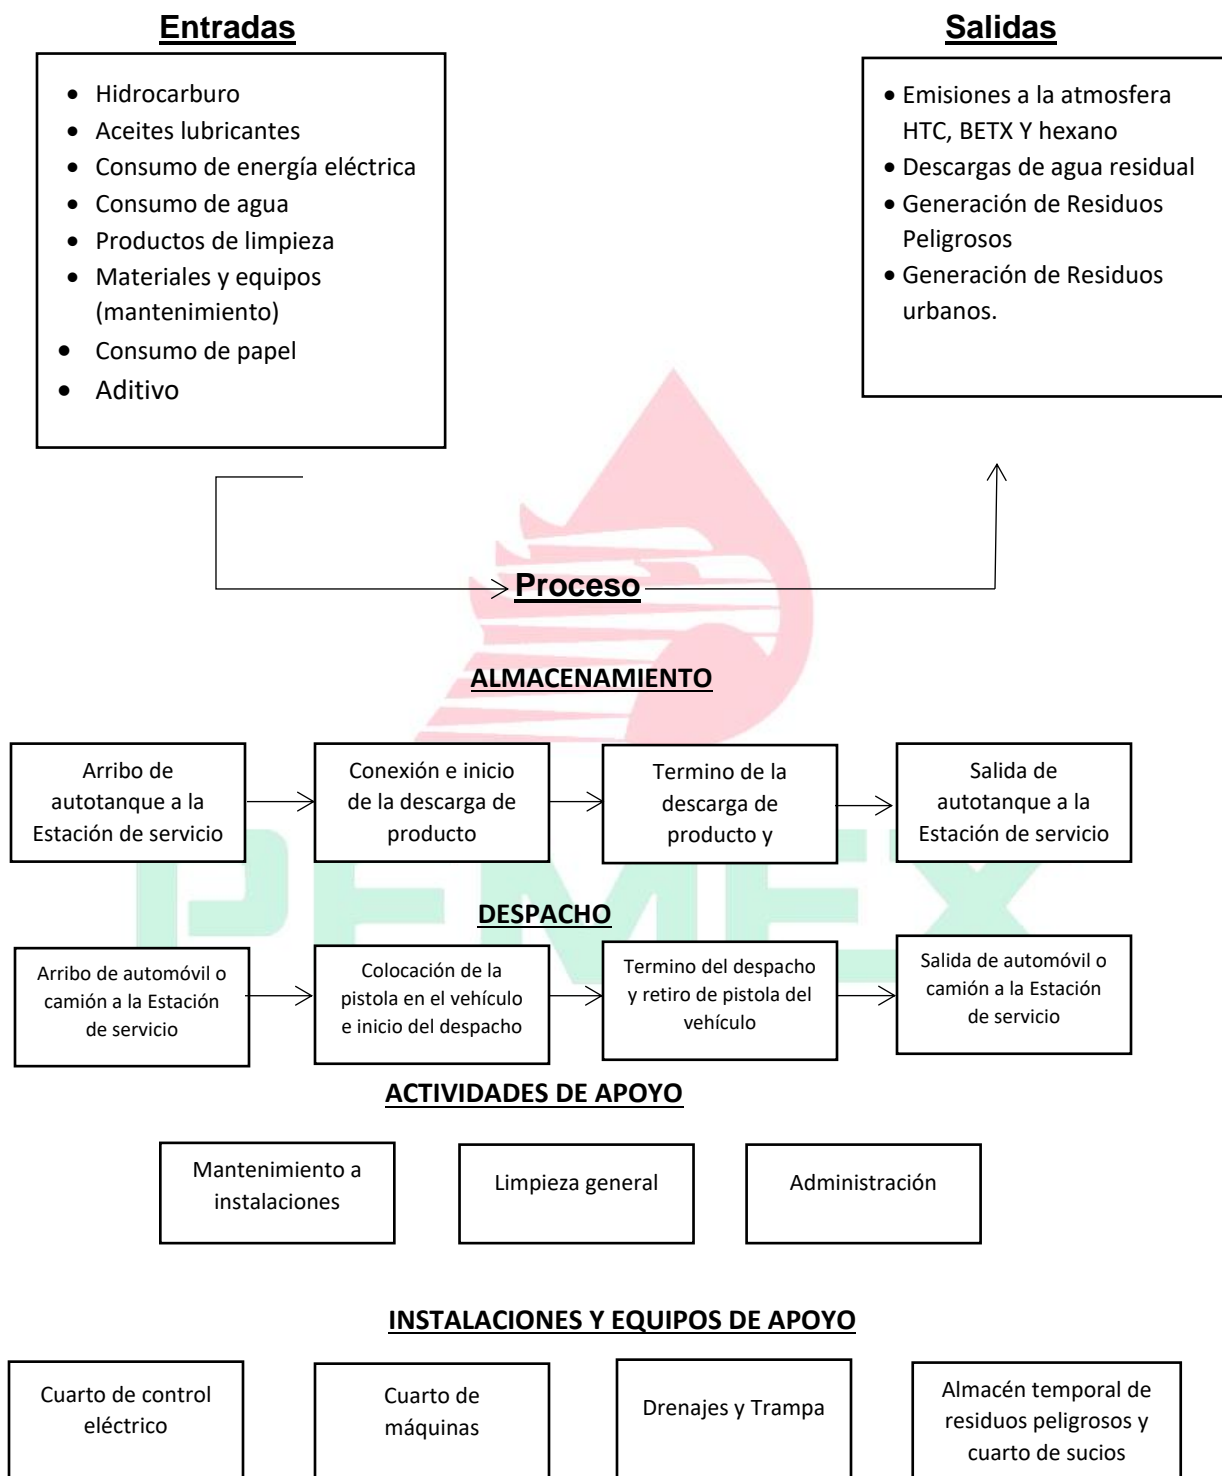 Entradas
• Hidrocarburo
• Aceites lubricantes
• Consumo de energía eléctrica
• Consumo de agua
• Productos de limpieza
• Materiales y equipos
(mantenimiento)
• Consumo de papel
• Aditivo
Salidas
• Emisiones a la atmosfera
HTC, BETX Y hexano
• Descargas de agua residual
• Generación de Residuos
Peligrosos
• Generación de Residuos
urbanos.
Proceso
ALMACENAMIENTO
Arribo de
autotanque a la
Estación de servicio
Conexión e inicio
de la descarga de
producto
Termino de la
descarga de
producto y
Salida de
autotanque a la
Estación de servicio
PEMEX
DESPACHO
Arribo de automóvil o
camión a la Estación
de servicio
Colocación de la
pistola en el vehículo
e inicio del despacho
Termino del despacho
y retiro de pistola del
vehículo
Salida de automóvil o
camión a la Estación
de servicio
ACTIVIDADES DE APOYO
Mantenimiento a
instalaciones
Limpieza general
Administración
INSTALACIONES Y EQUIPOS DE APOYO
Cuarto de control
eléctrico
Cuarto de
máquinas
Drenajes y Trampa
Almacén temporal de
residuos peligrosos y
cuarto de sucios